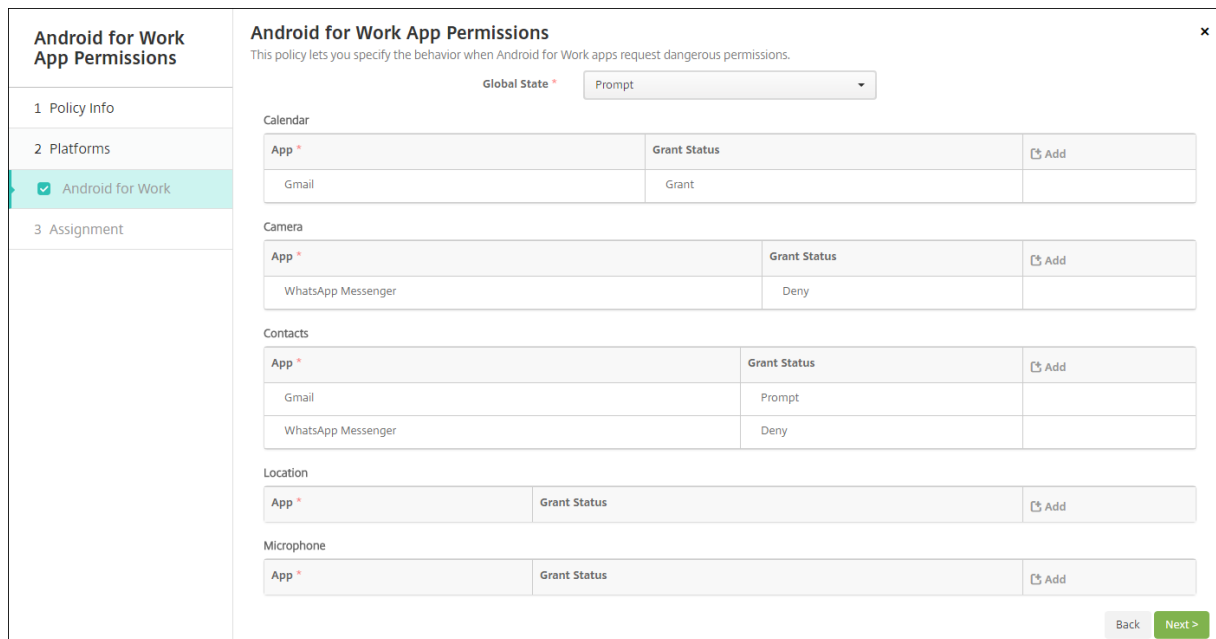 Android for Work
App Permissions
1 Policy Info
2 Platforms
Android for Work
3 Assignment
Android for Work App Permissions
×
This policy lets you specify the behavior when Android for Work apps request dangerous permissions.
Global State * Prompt
Calendar
App * Grant Status Add
Gmail Grant
Camera
App * Grant Status Add
WhatsApp Messenger Deny
Contacts
App * Grant Status Add
Gmail Prompt
WhatsApp Messenger Deny
Location
App * Grant Status Add
Microphone
App * Grant Status Add
Back Next >